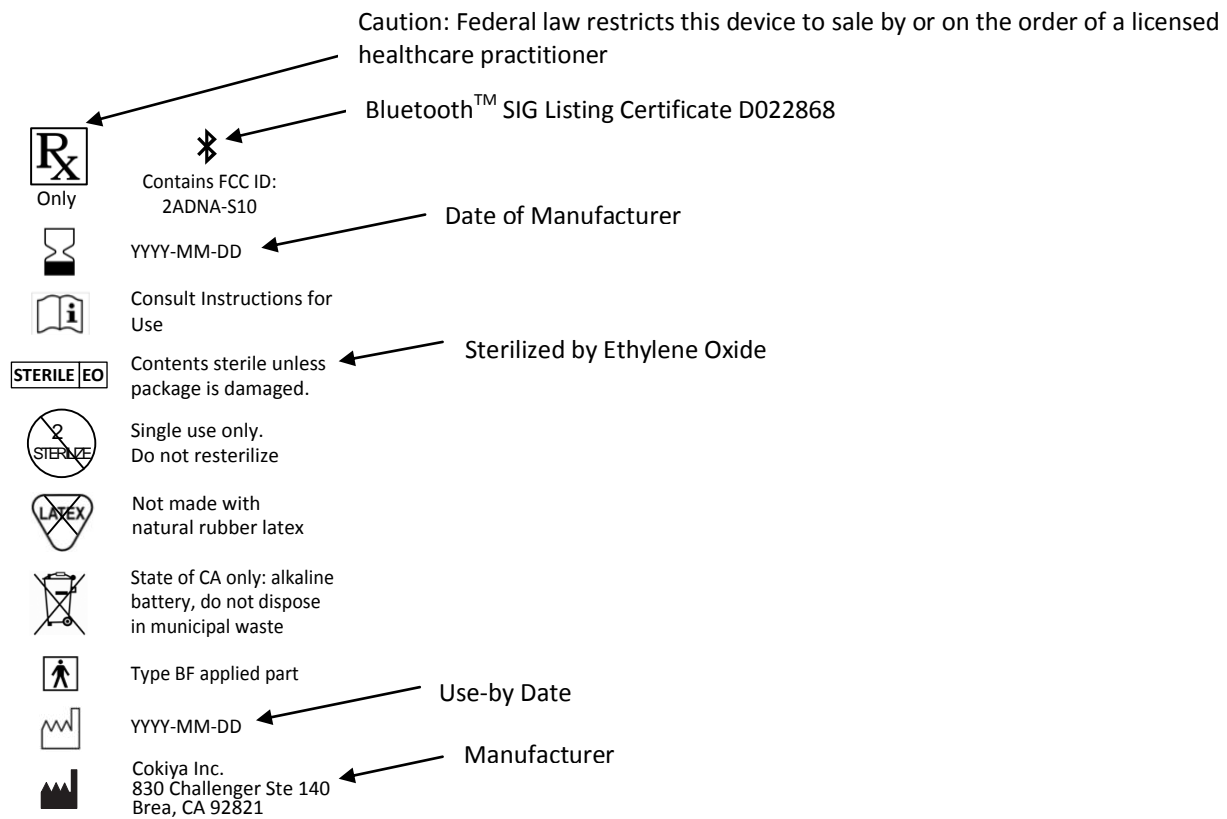 Caution: Federal law restricts this device to sale by or on the order of a licensed
healthcare practitioner
Bluetooth™ SIG Listing Certificate D022868
Rx
Only
Contains FCC ID:
2ADNA-S10
Date of Manufacturer
YYYY-MM-DD
i
Consult Instructions for
Use
Sterilized by Ethylene Oxide
STERILE EO
Contents sterile unless
package is damaged.
2
STERILIZE
Single use only.
Do not resterilize
LATEX
Not made with
natural rubber latex
State of CA only: alkaline
battery, do not dispose
in municipal waste
Type BF applied part
Use-by Date
YYYY-MM-DD
Manufacturer
Cokiya Inc.
830 Challenger Ste 140
Brea, CA 92821